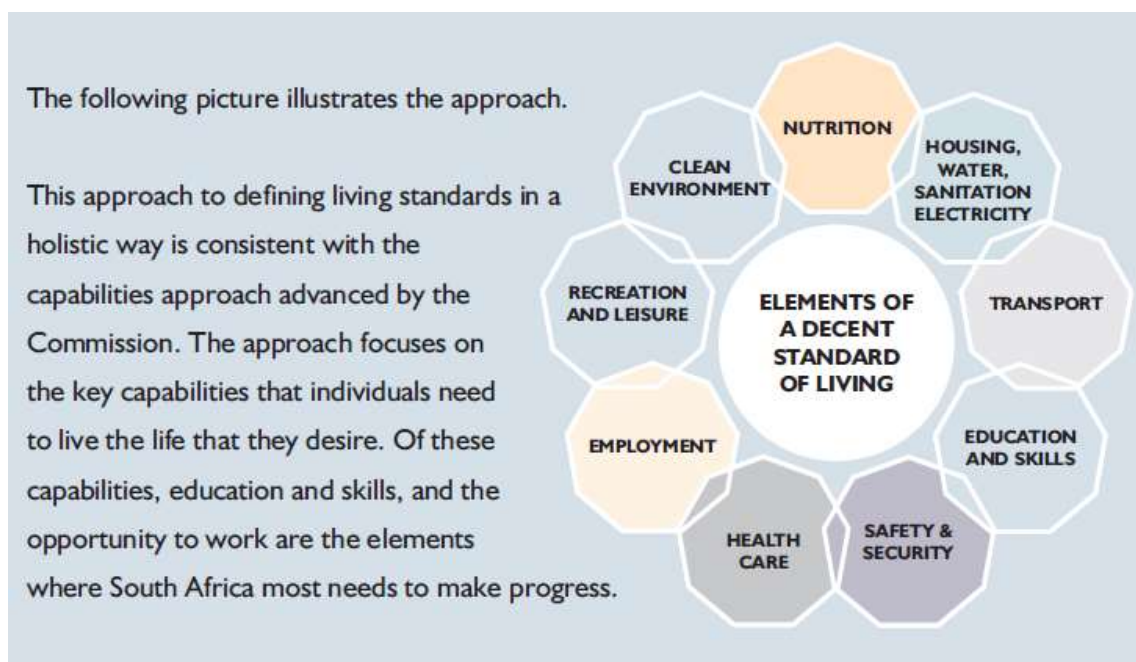 The following picture illustrates the approach.
This approach to defining living standards in a
holistic way is consistent with the
capabilities approach advanced by the
Commission. The approach focuses on
the key capabilities that individuals need
to live the life that they desire. Of these
capabilities, education and skills, and the
opportunity to work are the elements
where South Africa most needs to make progress.
NUTRITION
HOUSING,
WATER,
SANITATION
ELECTRICITY
TRANSPORT
EDUCATION
AND SKILLS
SAFETY &
SECURITY
HEALTH
CARE
EMPLOYMENT
RECREATION
AND LEISURE
CLEAN
ENVIRONMENT
ELEMENTS OF
A DECENT
STANDARD
OF LIVING